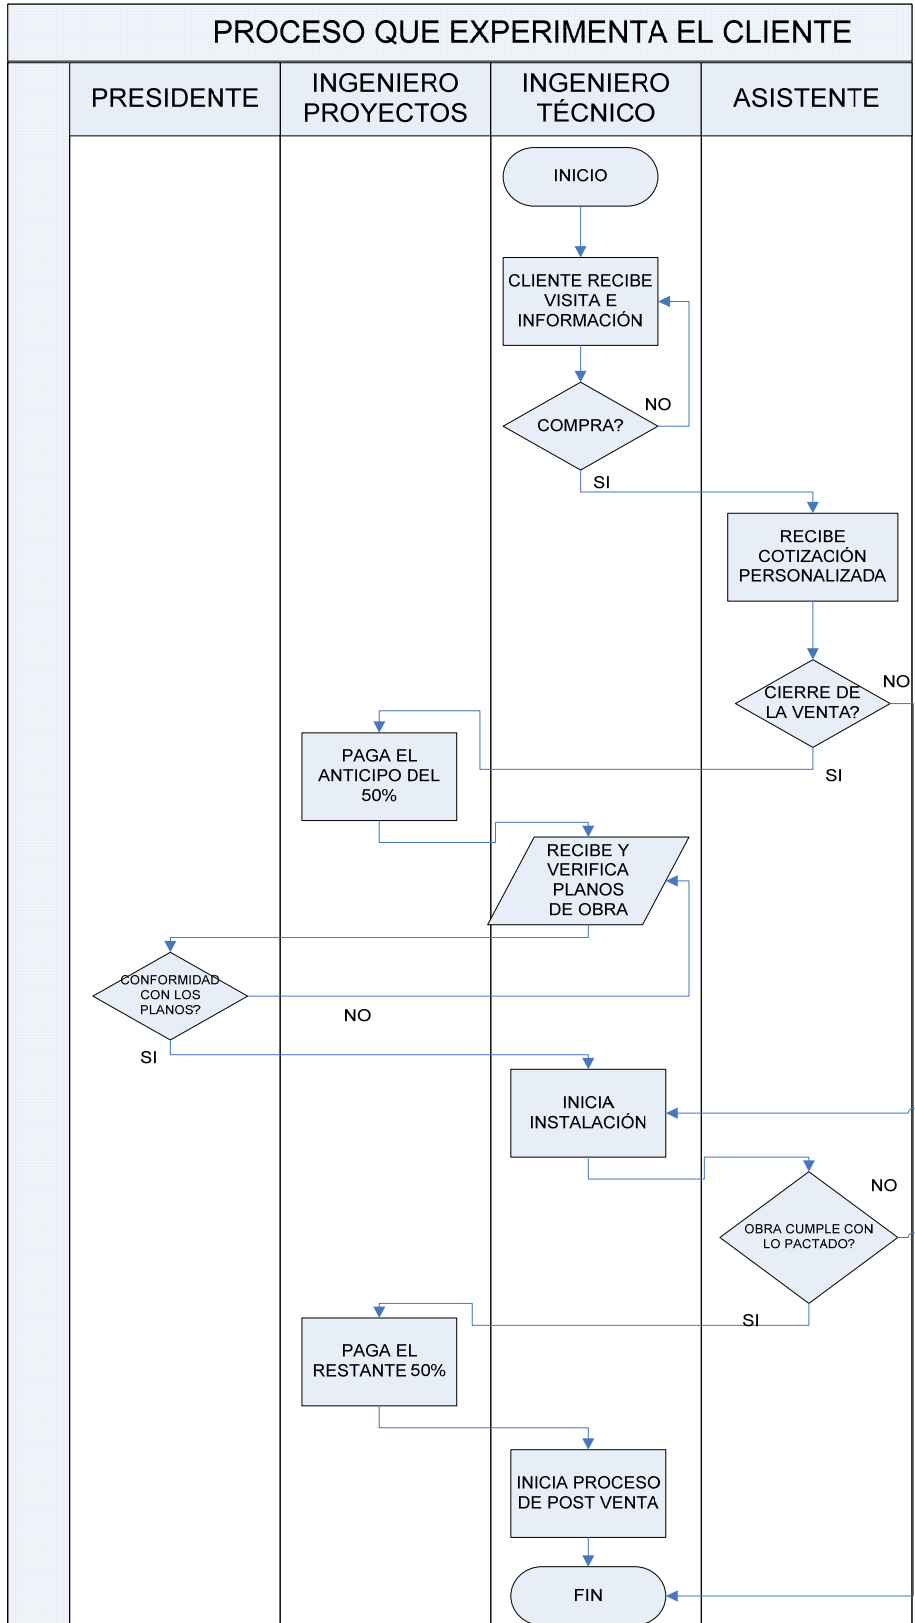 PROCESO QUE EXPERIMENTA EL CLIENTE
PRESIDENTE
INGENIERO
PROYECTOS
INGENIERO
TÉCNICO
ASISTENTE
INICIO
CLIENTE RECIBE
VISITA E
INFORMACIÓN
NO
COMPRA?
SI
RECIBE
COTIZACIÓN
PERSONALIZADA
NO
CIERRE DE
LA VENTA?
SI
PAGA EL
ANTICIPO DEL
50%
RECIBE Y
VERIFICA
PLANOS
DE OBRA
CONFORMIDAD
CON LOS
PLANOS?
NO
SI
INICIA
INSTALACIÓN
NO
OBRA CUMPLE CON
LO PACTADO?
SI
PAGA EL
RESTANTE 50%
INICIA PROCESO
DE POST VENTA
FIN